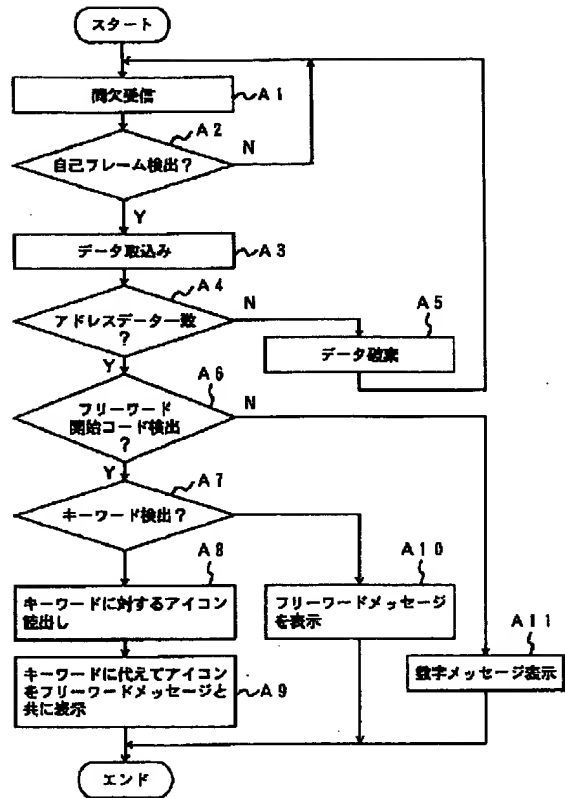 スタート
間欠受信
A1
A2
自己フレーム検出?
N
Y
データ取込み
A3
A4
アドレスデータ一致
?
N
A5
データ破棄
Y
A6
フリーワード
開始コード検出
?
N
Y
A7
キーワード検出?
A8
キーワードに対するアイコン
読出し
A10
フリーワードメッセージ
を表示
A11
数字メッセージ表示
キーワードに代えてアイコン
をフリーワードメッセージと
共に表示
A9
エンド